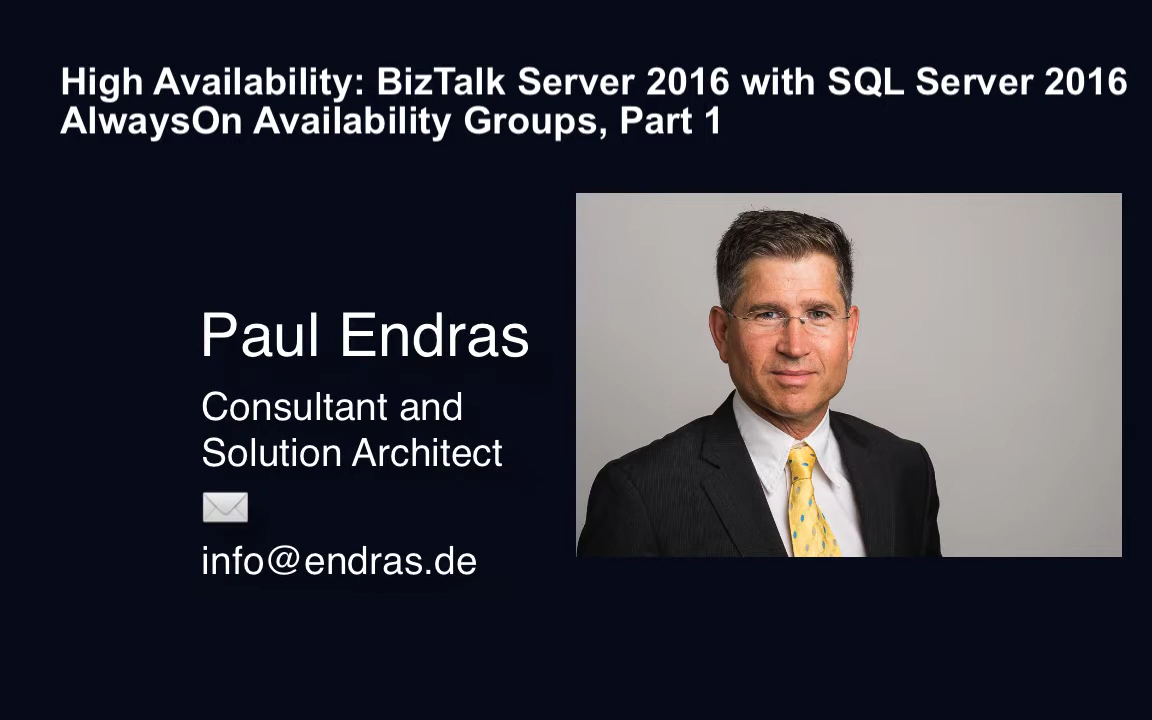 High Availability: BizTalk Server 2016 with SQL Server 2016
AlwaysOn Availability Groups, Part 1
Paul Endras
Consultant and
Solution Architect
info@endras.de